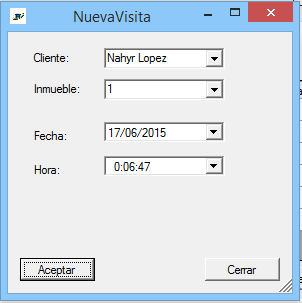 NuevaVisita
Cliente: Nahyr Lopez
Inmueble: 1
Fecha: 17/06/2015
Hora: 0:06:47
Aceptar Cerrar